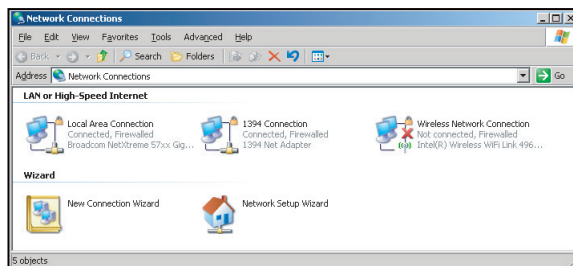 Network Connections
File Edit View Favorites Tools Advanced Help
Back Search Folders
Address Network Connections Go
LAN or High-Speed Internet
Local Area Connection
Connected, Firewalled
Broadcom NetXtreme 57xx Gig...
1394 Connection
Connected, Firewalled
1394 Net Adapter
Wireless Network Connection
Not connected, Firewalled
Intel(R) Wireless WiFi Link 496...
Wizard
New Connection Wizard
Network Setup Wizard
5 objects